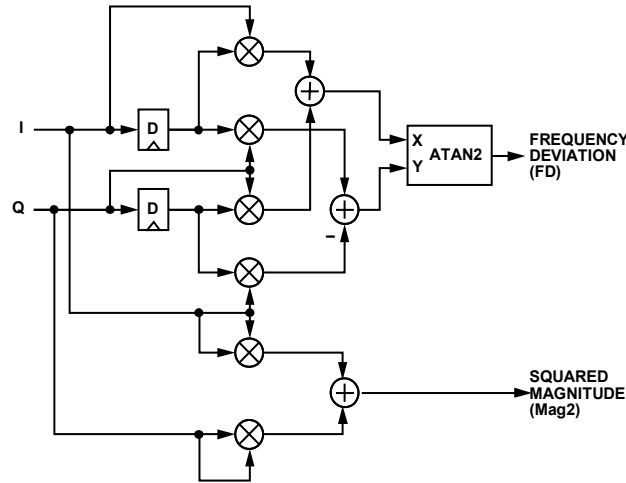 I
D
X
Y
ATAN2
FREQUENCY
DEVIATION
(FD)
Q
D
–
SQUARED
MAGNITUDE
(Mag2)